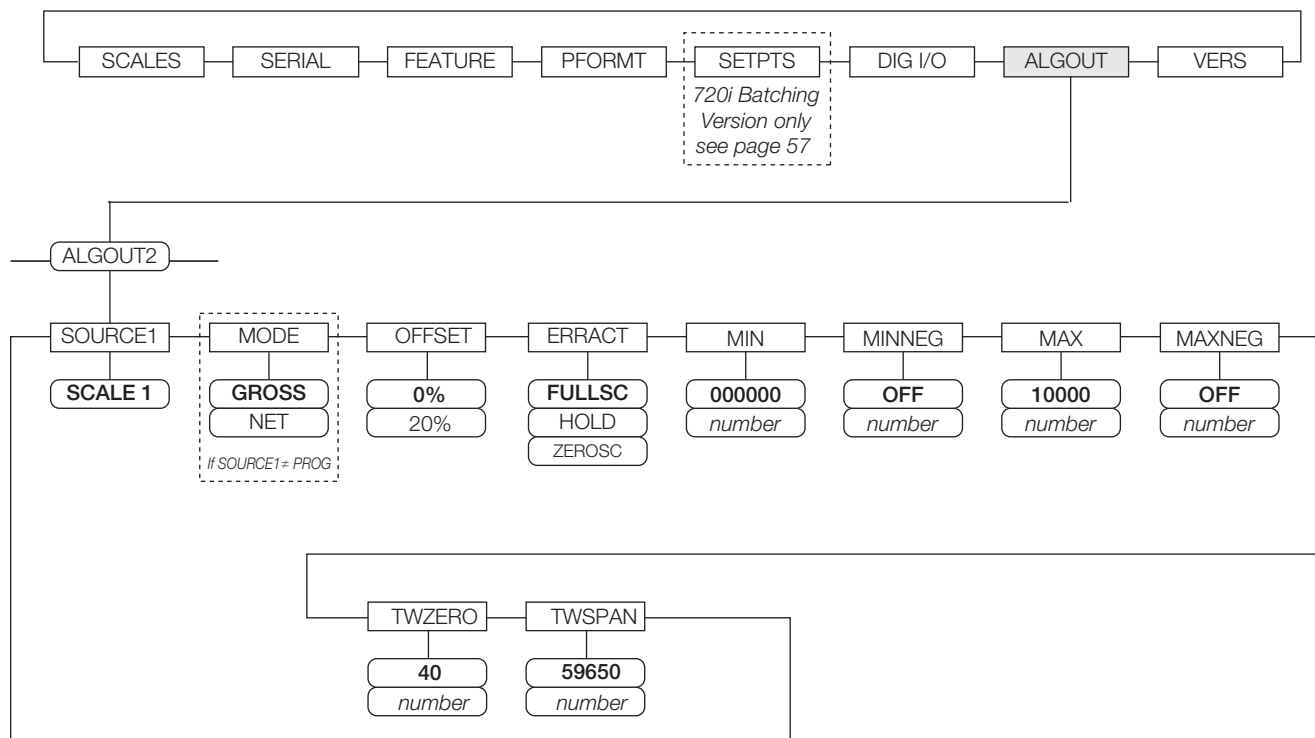 SCALES SERIAL FEATURE PFORMT SETPTS DIG I/O ALGOUT VERS
720i Batching
Version only
see page 57
ALGOUT2
SOURCE1 MODE OFFSET ERRACT MIN MINNEG MAX MAXNEG
SCALE 1 GROSS 0% FULLSC 000000 OFF 10000 OFF
NET 20% HOLD number number number number
If SOURCE1≠ PROG ZEROSC
TWZERO TWSPAN
40 59650
number number